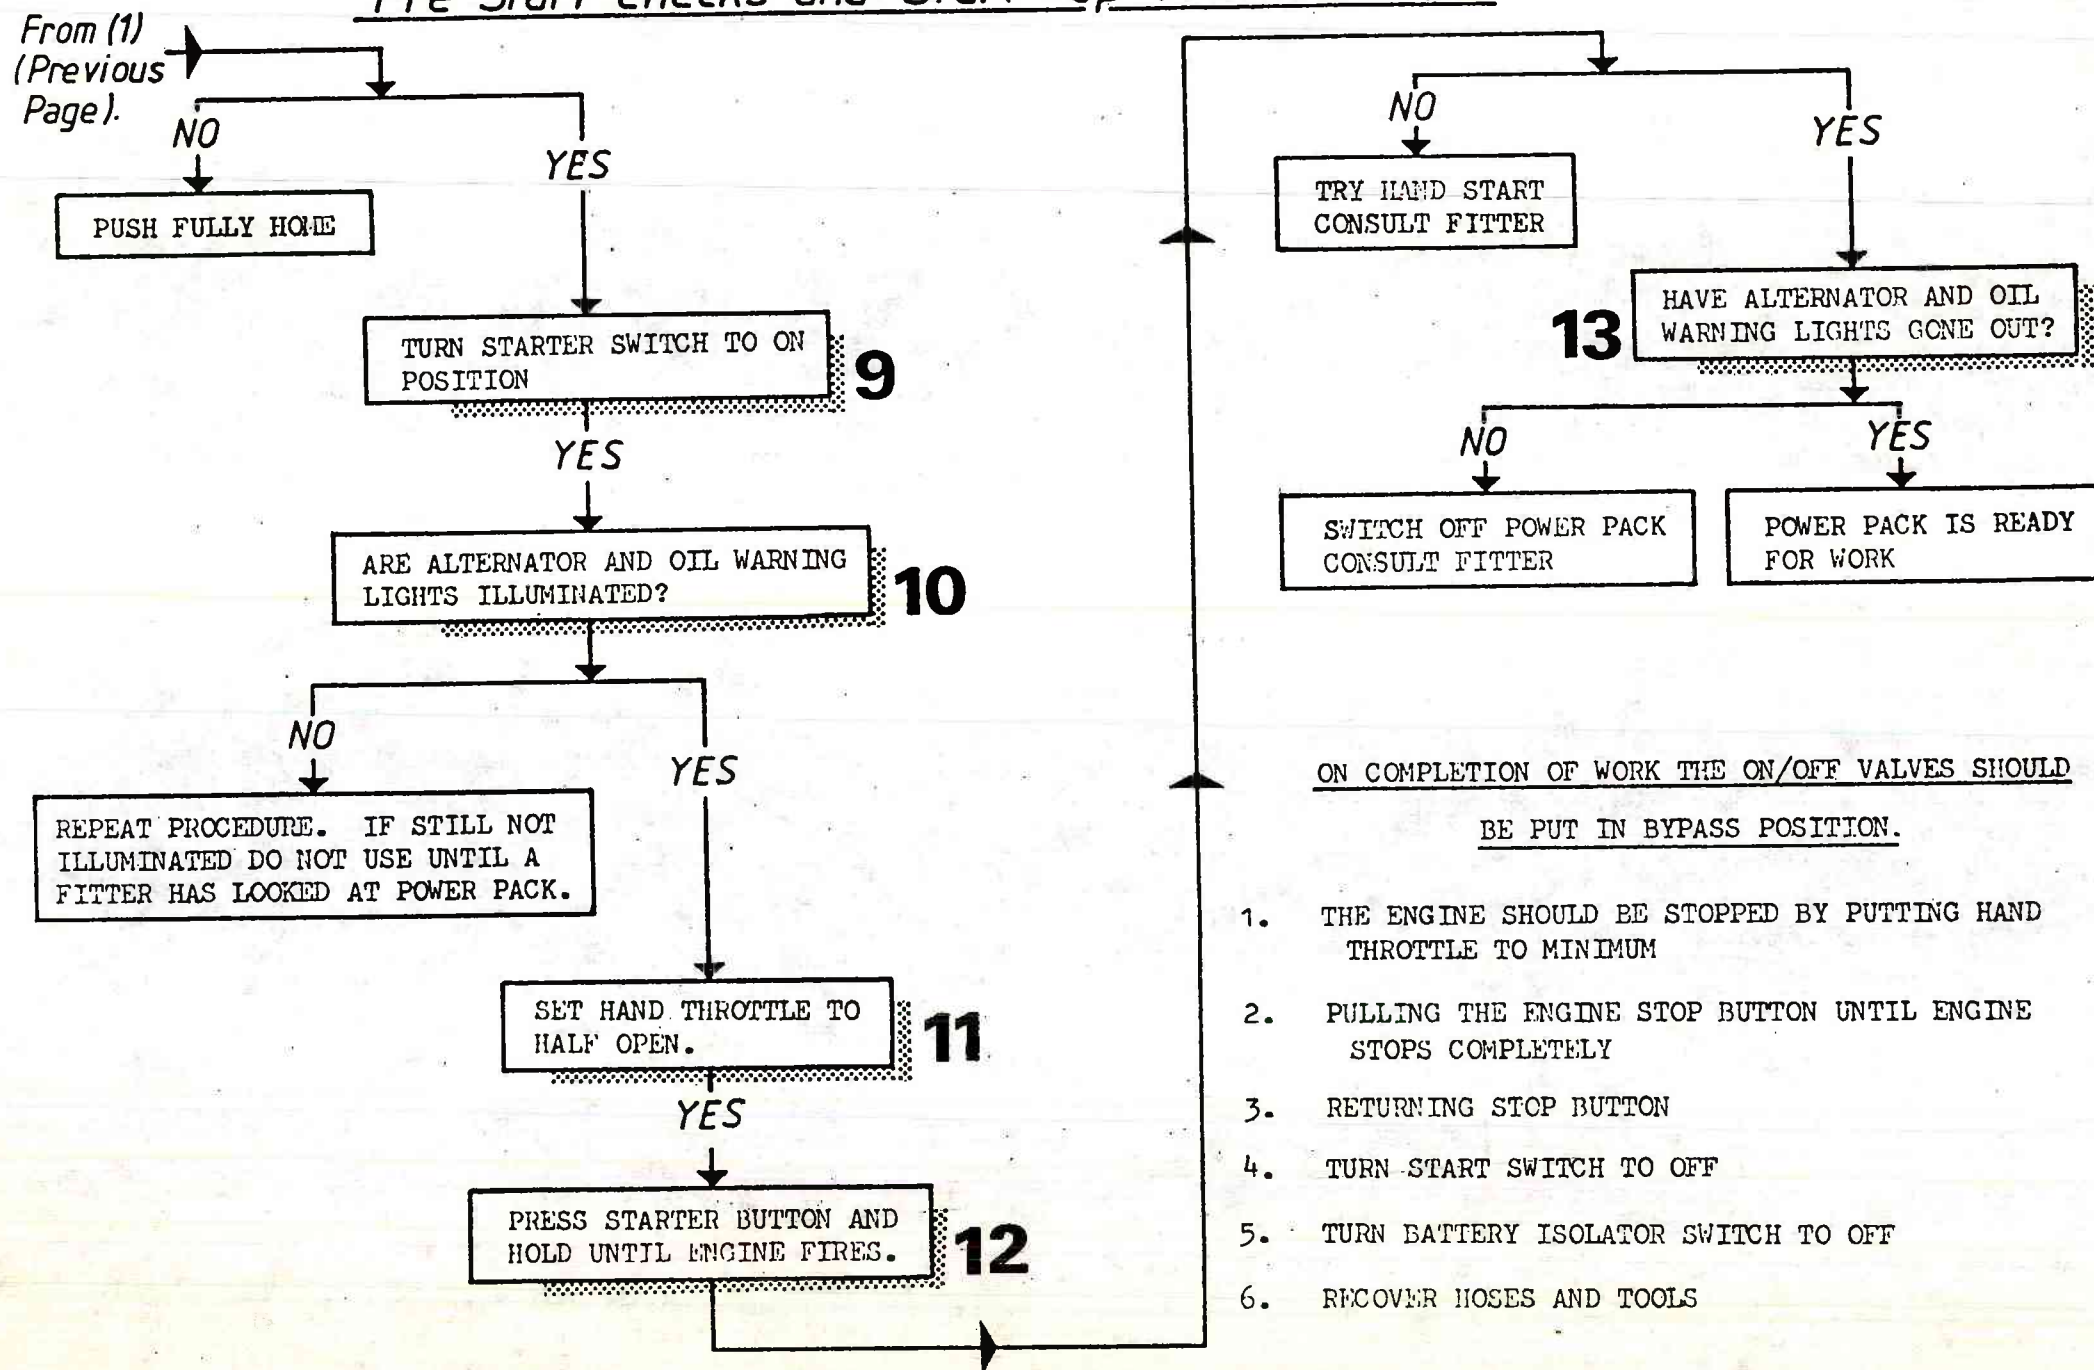 Pre Start Checks and Start Up
From (1)
(Previous
Page).
NO
YES
PUSH FULLY HOME
TURN STARTER SWITCH TO ON
POSITION
9
YES
ARE ALTERNATOR AND OIL WARNING
LIGHTS ILLUMINATED?
10
NO
YES
REPEAT PROCEDURE. IF STILL NOT
ILLUMINATED DO NOT USE UNTIL A
FITTER HAS LOOKED AT POWER PACK.
SET HAND THROTTLE TO
HALF OPEN.
11
YES
PRESS STARTER BUTTON AND
HOLD UNTIL ENGINE FIRES.
12
NO
YES
TRY HAND START
CONSULT FITTER
HAVE ALTERNATOR AND OIL
WARNING LIGHTS GONE OUT?
13
NO
YES
SWITCH OFF POWER PACK
CONSULT FITTER
POWER PACK IS READY
FOR WORK
ON COMPLETION OF WORK THE ON/OFF VALVES SHOULD
BE PUT IN BYPASS POSITION.
1. THE ENGINE SHOULD BE STOPPED BY PUTTING HAND
THROTTLE TO MINIMUM
2. PULLING THE ENGINE STOP BUTTON UNTIL ENGINE
STOPS COMPLETELY
3. RETURNING STOP BUTTON
4. TURN START SWITCH TO OFF
5. TURN BATTERY ISOLATOR SWITCH TO OFF
6. RECOVER HOSES AND TOOLS